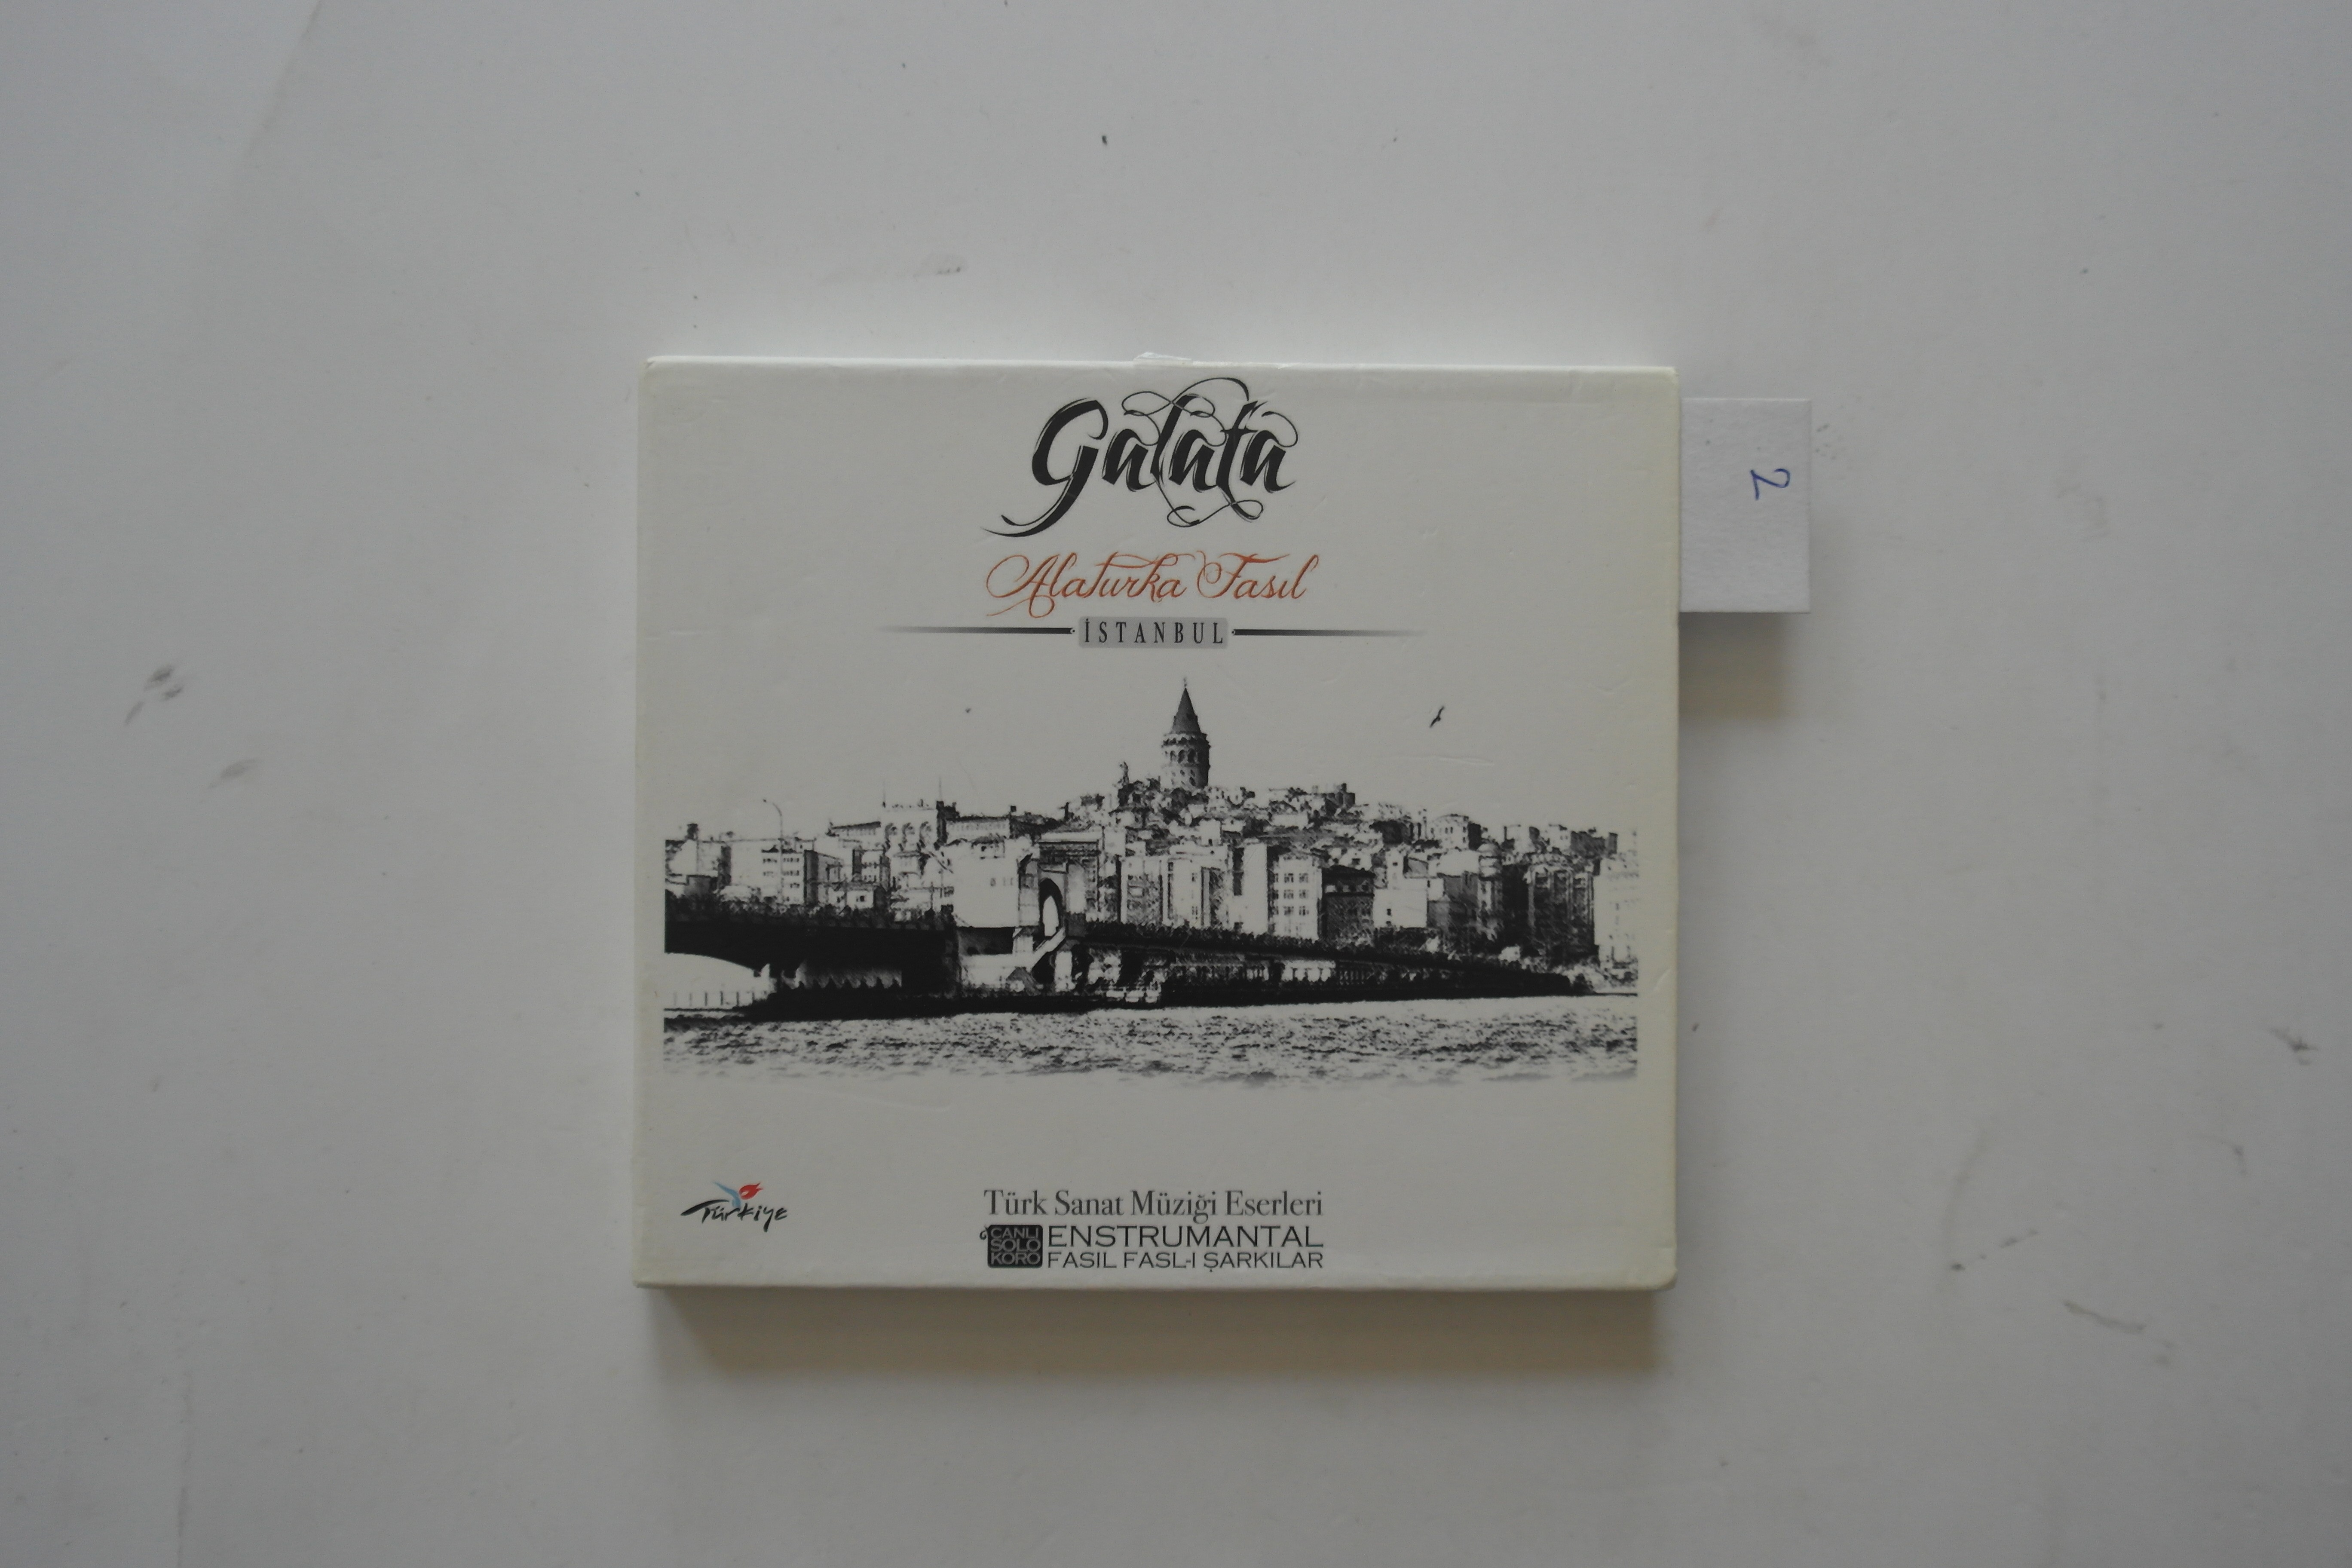 Galata
Alaturka Fasıl
İSTANBUL
2
Türkiye
Türk Sanat Müziği Eserleri
CANLI
SOLO
KORO
ENSTRUMANTAL
FASIL FASL-I ŞARKILAR